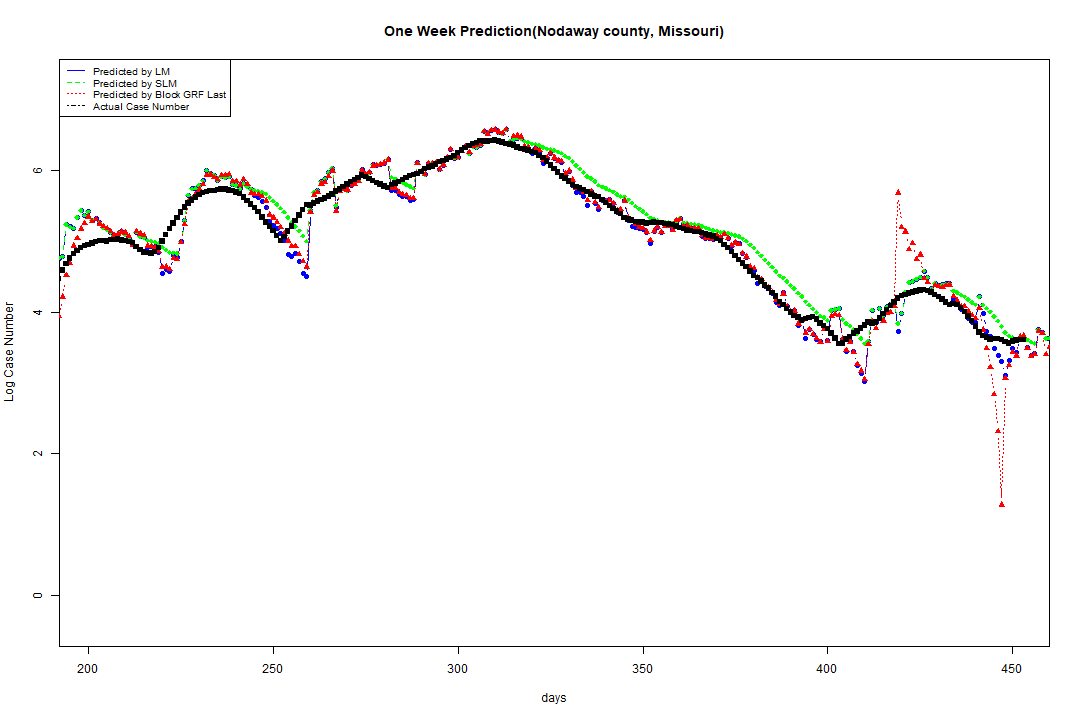 One Week Prediction(Nodaway county, Missouri)
Predicted by LM
Predicted by SLM
Predicted by Block GRF Last
Actual Case Number
6
4
2
0
Log Case Number
200
250
300
350
400
450
days